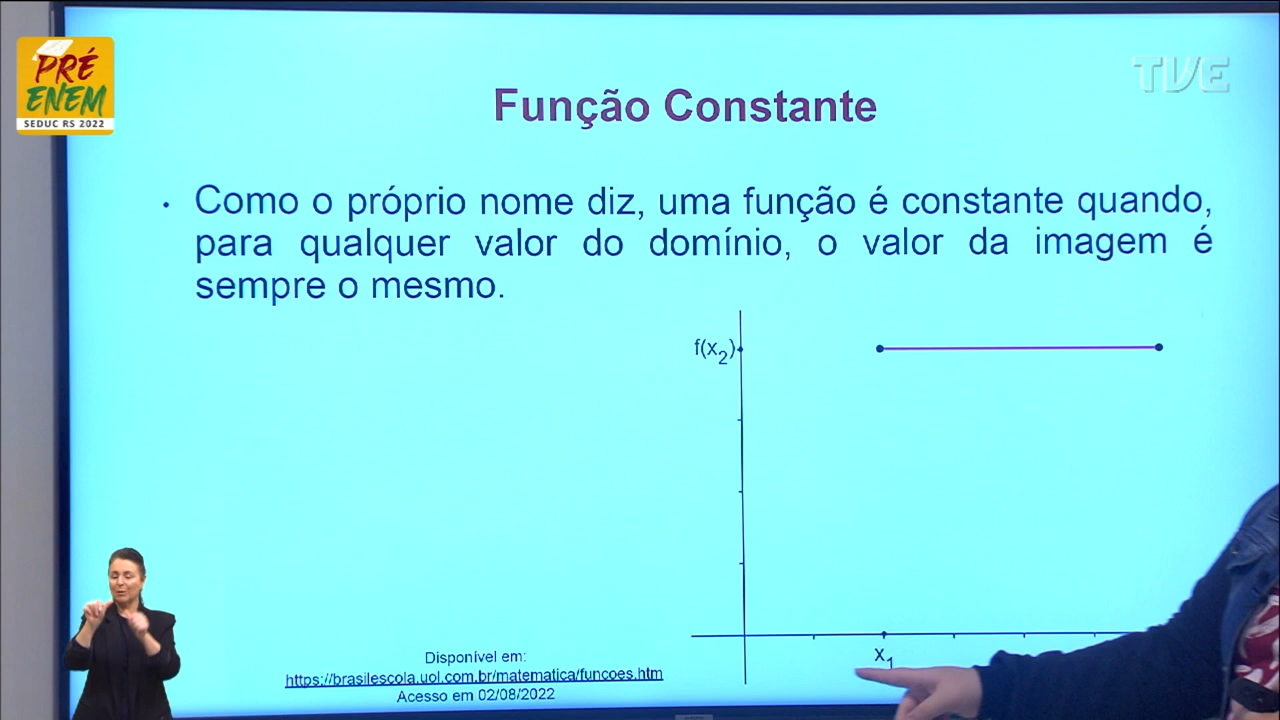 PRÉ
ENEM
SEDUC RS 2022
TVE
Função Constante
• Como o próprio nome diz, uma função é constante quando,
para qualquer valor do domínio, o valor da imagem é
sempre o mesmo.
f(x₂)
x₁
Disponível em:
https://brasilescola.uol.com.br/matematica/funcoes.htm
Acesso em 02/08/2022